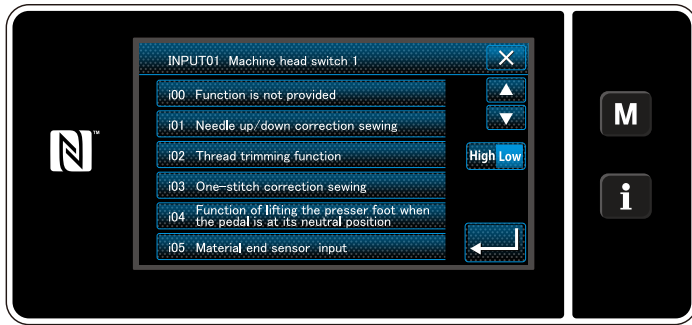 INPUT01 Machine head switch 1
i00 Function is not provided
i01 Needle up/down correction sewing
i02 Thread trimming function
High Low
i03 One-stitch correction sewing
i04 Function of lifting the presser foot when
the pedal is at its neutral position
i05 Material end sensor input
M
i
N
™